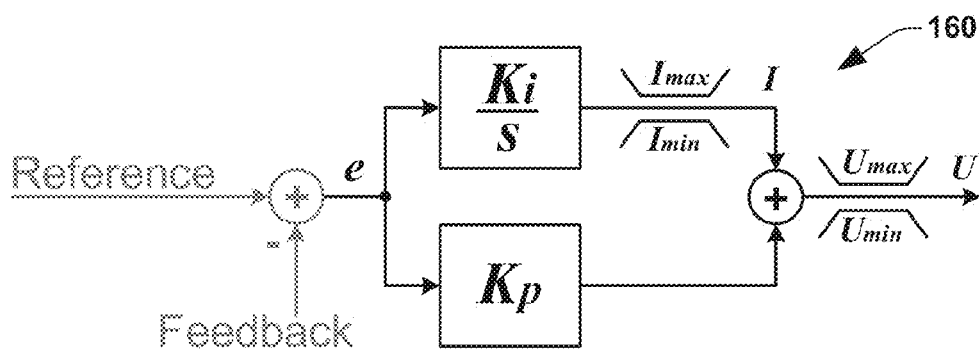 160
Ki
s
Imax
Imin
I
Reference
e
+
-
+
Umax
Umin
U
Kp
Feedback